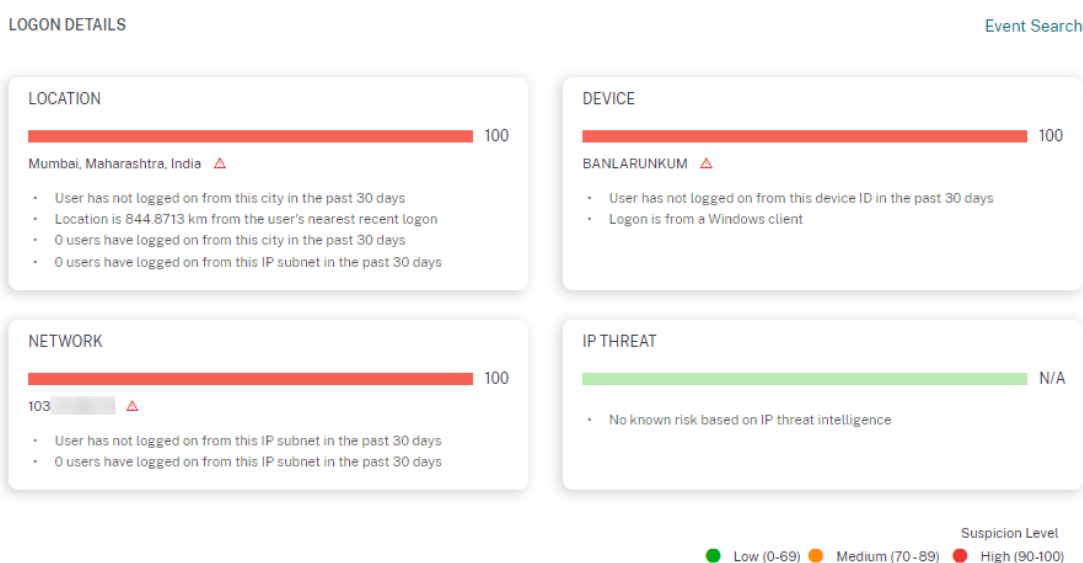 LOGON DETAILS
Event Search
LOCATION
100
Mumbai, Maharashtra, India
• User has not logged on from this city in the past 30 days
• Location is 844.8713 km from the user's nearest recent logon
• 0 users have logged on from this city in the past 30 days
• 0 users have logged on from this IP subnet in the past 30 days
DEVICE
100
BANLARUNKUM
• User has not logged on from this device ID in the past 30 days
• Logon is from a Windows client
NETWORK
100
103
• User has not logged on from this IP subnet in the past 30 days
• 0 users have logged on from this IP subnet in the past 30 days
IP THREAT
N/A
• No known risk based on IP threat intelligence
Suspicion Level
Low (0-69) Medium (70-89) High (90-100)